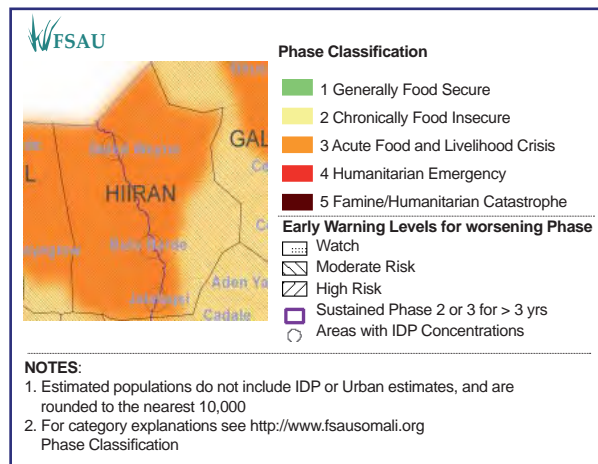 FSAU
Phase Classification
1 Generally Food Secure
2 Chronically Food Insecure
3 Acute Food and Livelihood Crisis
4 Humanitarian Emergency
5 Famine/Humanitarian Catastrophe
Early Warning Levels for worsening Phase
Watch
Moderate Risk
High Risk
Sustained Phase 2 or 3 for > 3 yrs
Areas with IDP Concentrations
GAL
L
HIIRAN
Bulo Barde
Jalalaqsi
Aden Ya
Cadale
NOTES:
1. Estimated populations do not include IDP or Urban estimates, and are
rounded to the nearest 10,000
2. For category explanations see http://www.fsausomali.org
Phase Classification